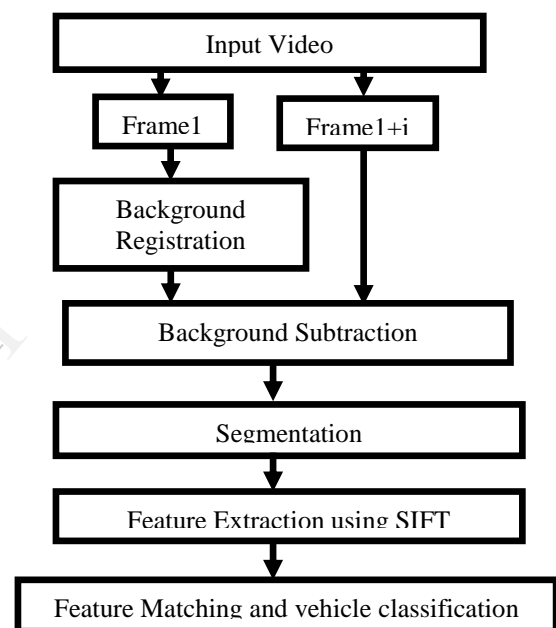 Input Video
Frame1
Frame1+i
Background
Registration
Background Subtraction
Segmentation
Feature Extraction using SIFT
Feature Matching and vehicle classification